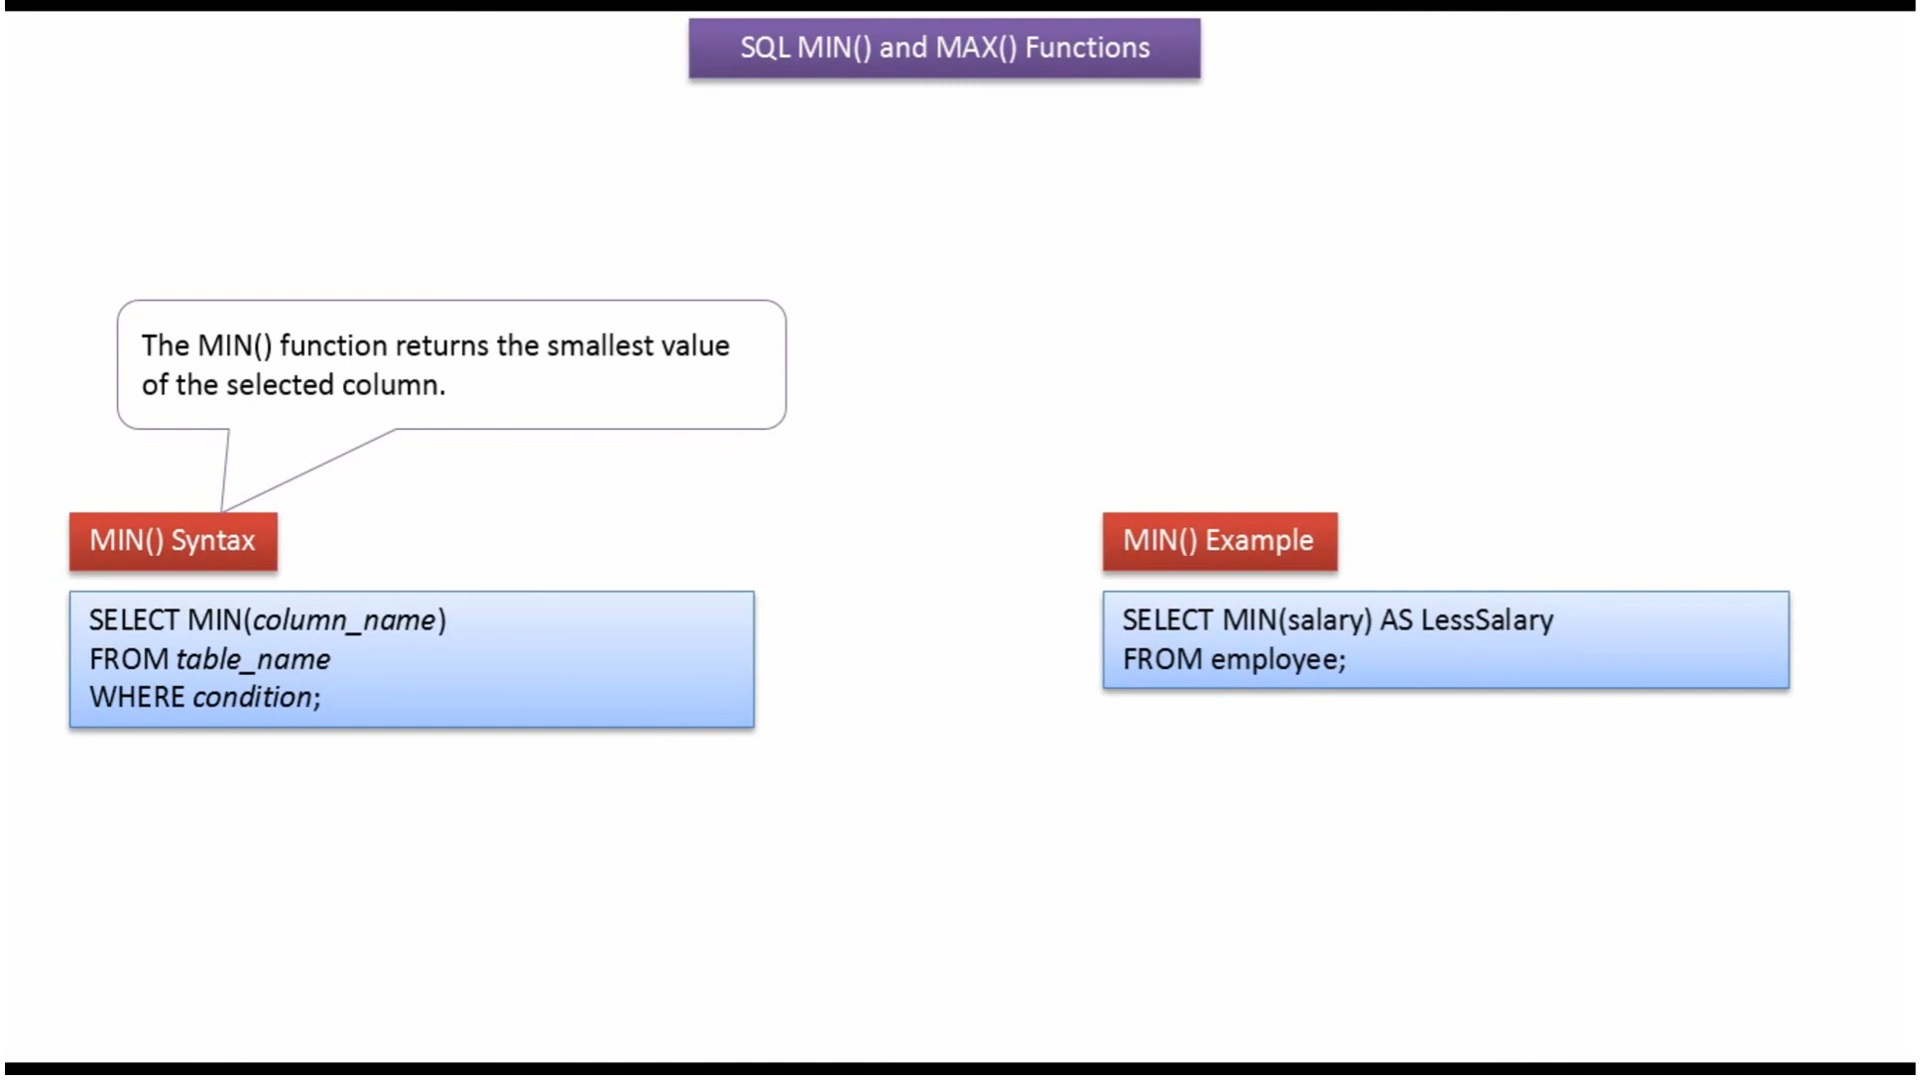 SQL MIN() and MAX() Functions
The MIN() function returns the smallest value
of the selected column.
MIN() Syntax
SELECT MIN(column_name)
FROM table_name
WHERE condition;
MIN() Example
SELECT MIN(salary) AS LessSalary
FROM employee;